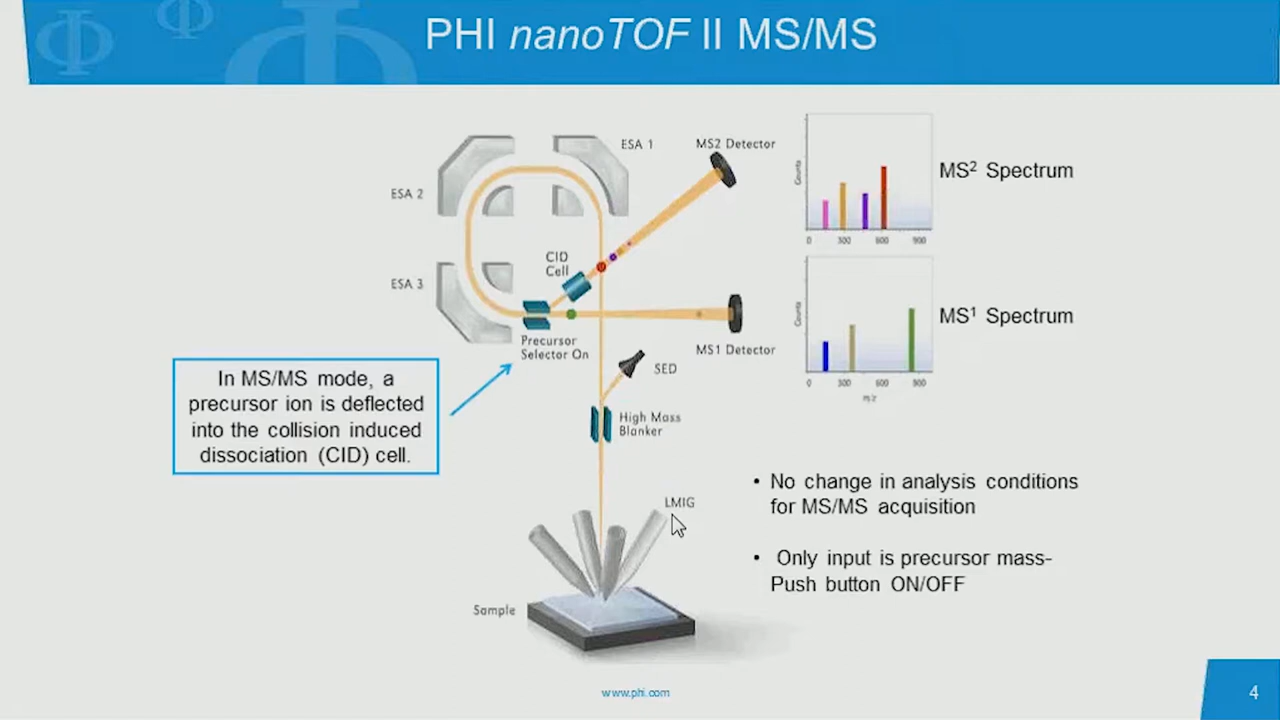 PHI nanoTOF II MS/MS
ESA 1
MS2 Detector
ESA 2
CID
Cell
ESA 3
Precursor
Selector On
MS1 Detector
SED
High Mass
Blanker
LMIG
Sample
Counts
0 300 600 900
MS² Spectrum
Counts
0 300 600 900
m/z
MS¹ Spectrum
In MS/MS mode, a
precursor ion is deflected
into the collision induced
dissociation (CID) cell.
• No change in analysis conditions
for MS/MS acquisition
• Only input is precursor mass-
Push button ON/OFF
www.phi.com
4